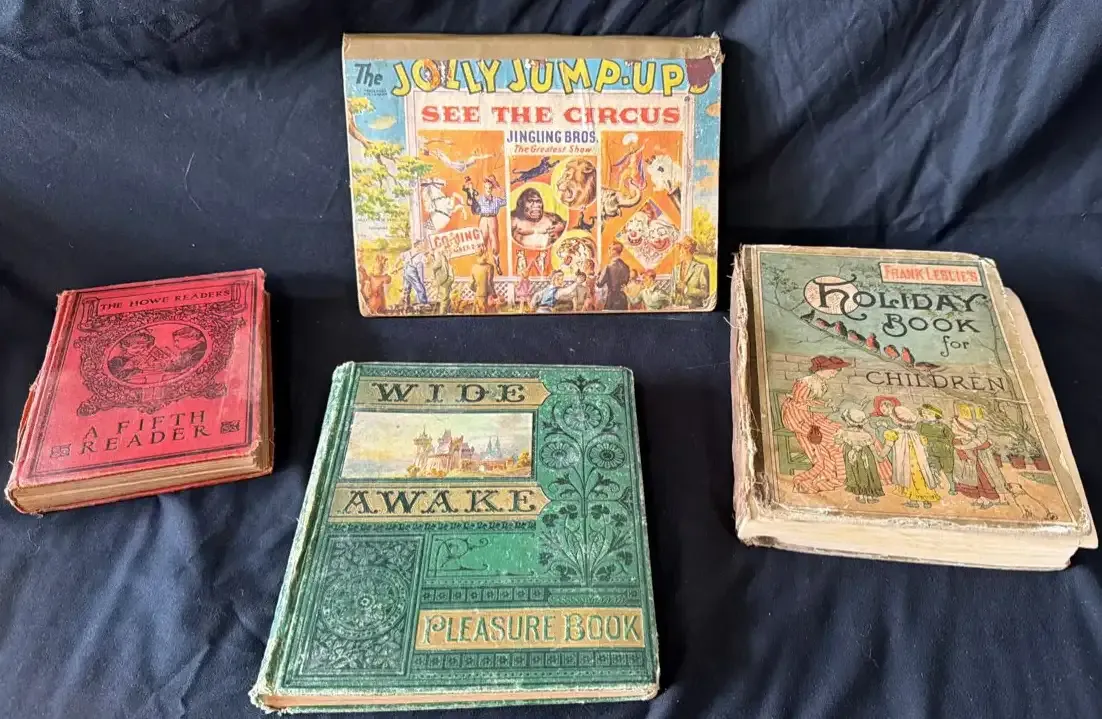 The JOLLY JUMP-UPS
SEE THE CIRCUS
JINGLING BROS.
The Greatest Show
THE HOWE READERS
A FIFTH
READER
WIDE
AWAKE
PLEASURE BOOK
FRANK LESLIE'S
HOLIDAY
BOOK
for
CHILDREN